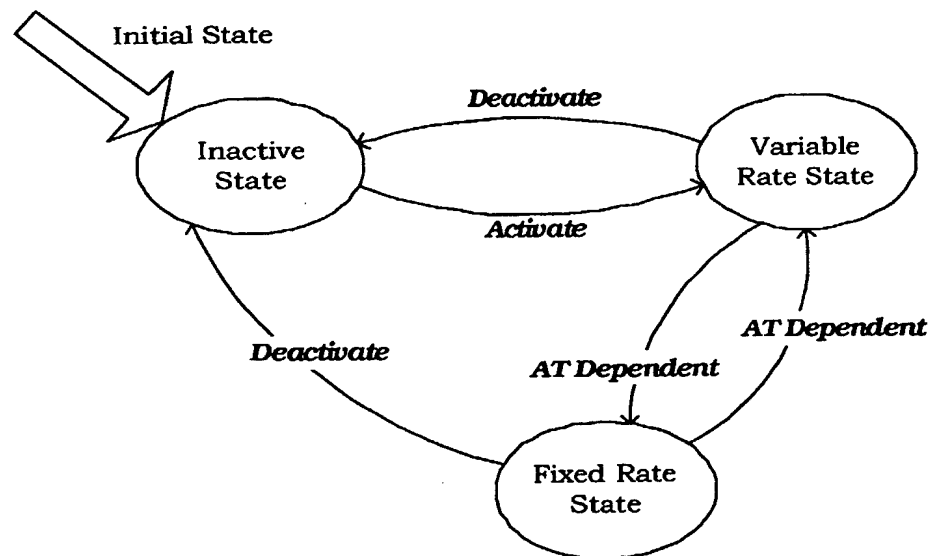 Initial State
Deactivate
Inactive
State
Variable
Rate State
Activate
AT Dependent
Deactivate
AT Dependent
Fixed Rate
State